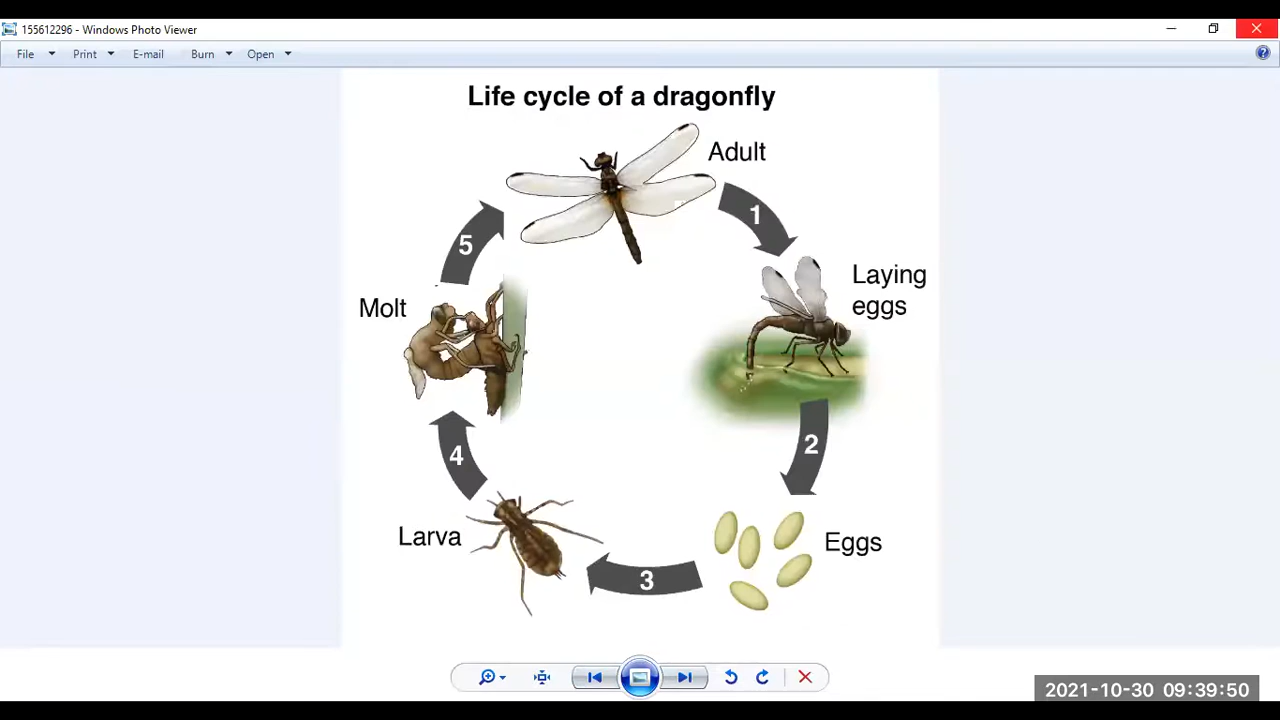 155612296 - Windows Photo Viewer
File Print E-mail Burn Open
Life cycle of a dragonfly
Adult
1
Laying
eggs
2
Eggs
3
Larva
4
Molt
5
2021-10-30 09:39:50